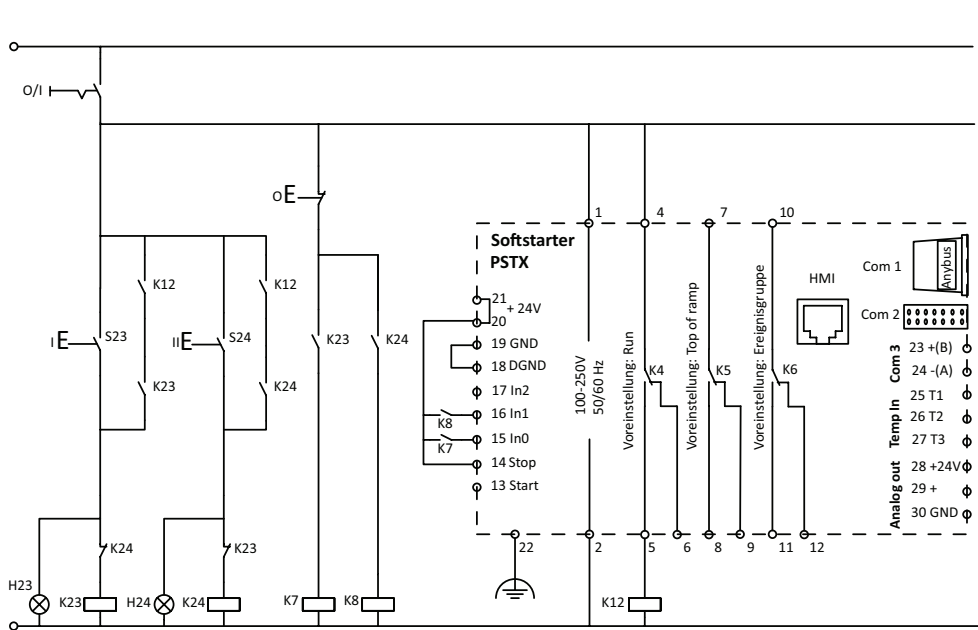 O/I
O E
1
4
7
10
Softstarter
PSTX
Com 1
Anybus
HMI
21
+ 24V
20
Com 2
K12
K12
I E
S23
II E
S24
K23
K24
19 GND
18 DGND
17 In2
16 In1
15 In0
14 Stop
13 Start
K8
K7
100-250V
50/60 Hz
Voreinstellung: Run
K4
Voreinstellung: Top of ramp
K5
Voreinstellung: Ereignisgruppe
K6
Com 3
23 +(B)
24 -(A)
Temp In
25 T1
26 T2
27 T3
Analog out
28 +24V
29 +
30 GND
K23
K24
K24
K23
22
2
5
6
8
9
11
12
H23
K23
H24
K24
K7
K8
K12